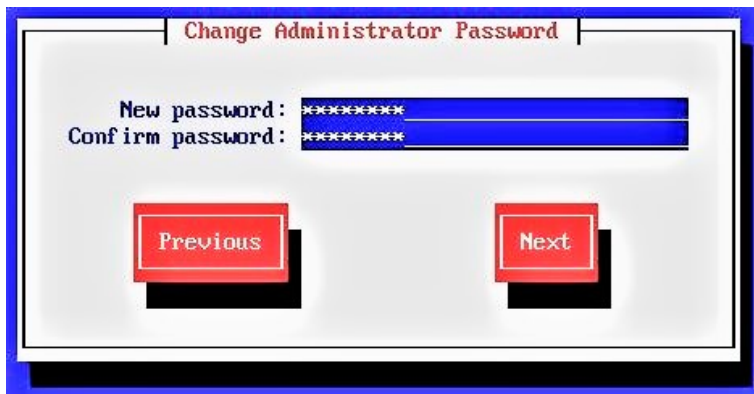 Change Administrator Password
New password: ********
Confirm password: ********
Previous Next